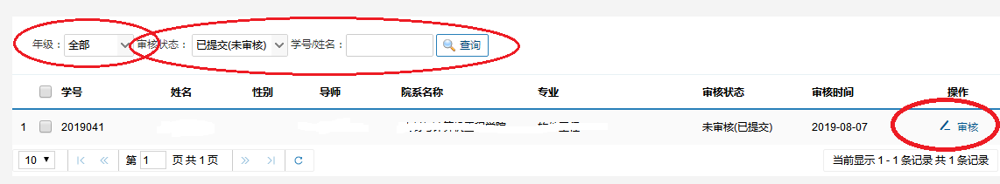 年级：全部 审核状态：已提交(未审核) 学号/姓名： 查询
学号 姓名 性别 导师 院系名称 专业 审核状态 审核时间 操作
1 2019041 未审核(已提交) 2019-08-07 审核
10 第 1 页 共 1 页 当前显示 1 - 1 条记录 共 1 条记录